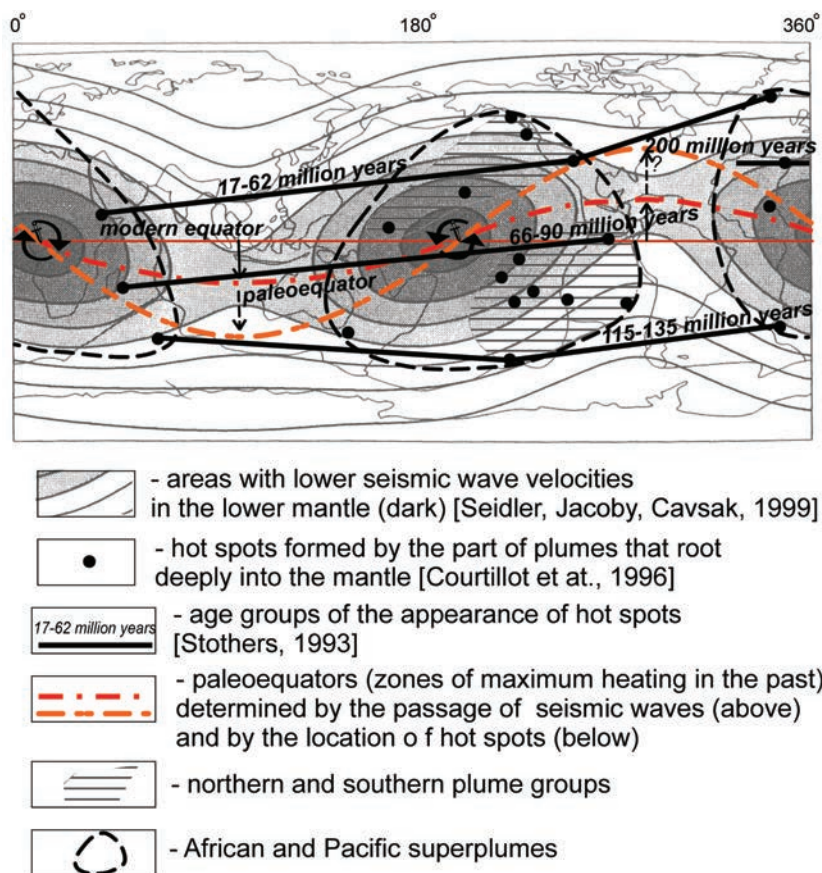 0° 180° 360°
200 million years
?
17-62 million years
modern equator
66-90 million years
paleoequator
115-135 million years
- areas with lower seismic wave velocities
in the lower mantle (dark) [Seidler, Jacoby, Cavsak, 1999]
- hot spots formed by the part of plumes that root
deeply into the mantle [Courtillot et at., 1996]
17-62 million years
- age groups of the appearance of hot spots
[Stothers, 1993]
- paleoequators (zones of maximum heating in the past)
determined by the passage of seismic waves (above)
and by the location o f hot spots (below)
- northern and southern plume groups
- African and Pacific superplumes